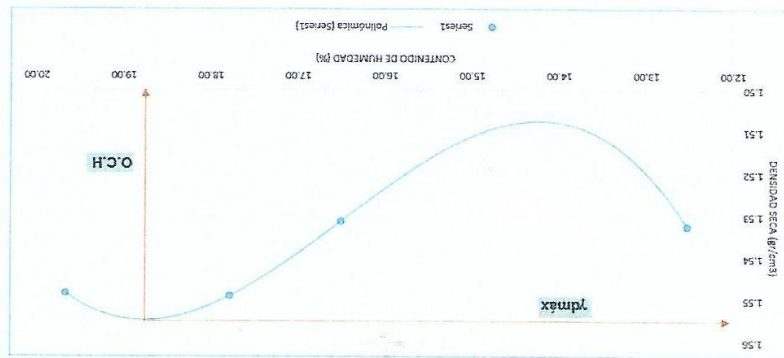 1.56
1.55
1.54
1.53
1.52
1.51
1.50
DENSIDAD SECA (gr/cm3)
γdmáx
O.C.H
12.00 13.00 14.00 15.00 16.00 17.00 18.00 19.00 20.00
CONTENIDO DE HUMEDAD (%)
Series1 Polinómica (Series1)